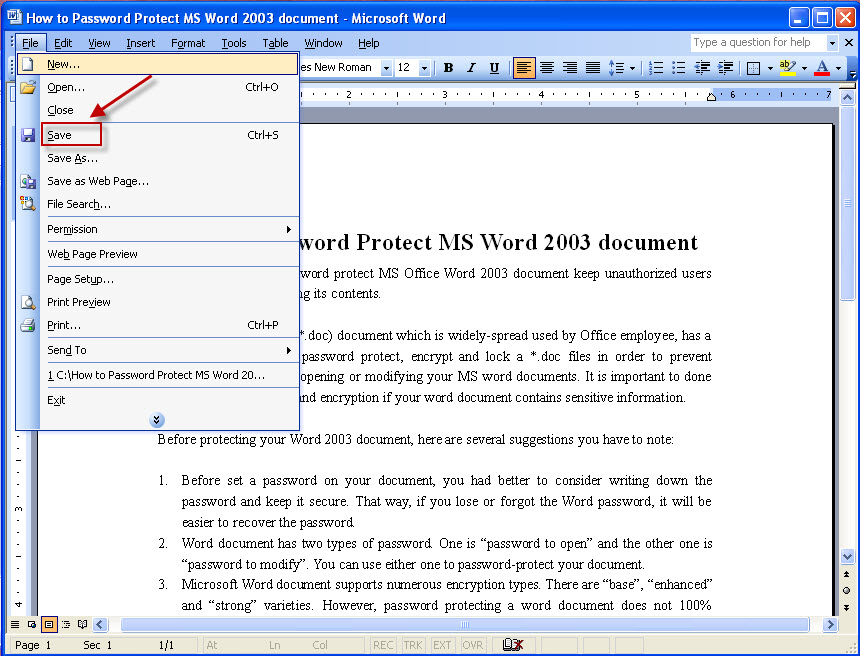 How to Password Protect MS Word 2003 document - Microsoft Word
File Edit View Insert Format Tools Table Window Help Type a question for help
New...
es New Roman 12 B I U
Open... Ctrl+O
Close
Save Ctrl+S
Save As...
Save as Web Page...
File Search...
Permission
Web Page Preview
Page Setup...
Print Preview
Print... Ctrl+P
Send To
1 C:\How to Password Protect MS Word 20...
Exit
2 3 4 5 6 7
word Protect MS Word 2003 document
word protect MS Office Word 2003 document keep unauthorized users
ng its contents.
*.doc) document which is widely-spread used by Office employee, has a
password protect, encrypt and lock a *.doc files in order to prevent
opening or modifying your MS word documents. It is important to done
and encryption if your word document contains sensitive information.
Before protecting your Word 2003 document, here are several suggestions you have to note:
1. Before set a password on your document, you had better to consider writing down the
password and keep it secure. That way, if you lose or forgot the Word password, it will be
easier to recover the password.
2. Word document has two types of password. One is “password to open” and the other one is
“password to modify”. You can use either one to password-protect your document.
3. Microsoft Word document supports numerous encryption types. There are “base”, “enhanced”
and “strong” varieties. However, password protecting a word document does not 100%
3
4
Page 1 Sec 1 1/1 At Ln Col REC TRK EXT OVR